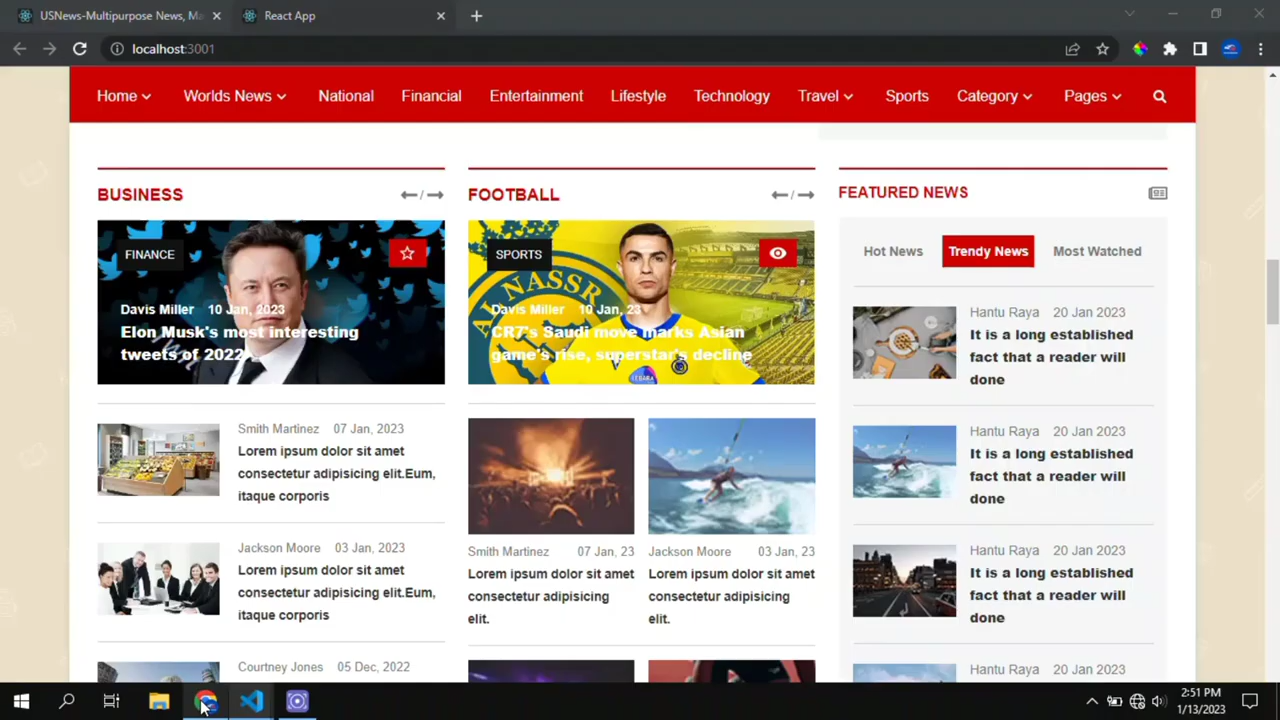 USNews-Multipurpose News, Ma
React App
localhost:3001
Home
Worlds News
National
Financial
Entertainment
Lifestyle
Technology
Travel
Sports
Category
Pages
BUSINESS
/
FINANCE
Davis Miller 10 Jan, 2023
Elon Musk's most interesting
tweets of 2022
Smith Martinez 07 Jan, 2023
Lorem ipsum dolor sit amet
consectetur adipisicing elit.Eum,
itaque corporis
Jackson Moore 03 Jan, 2023
Lorem ipsum dolor sit amet
consectetur adipisicing elit.Eum,
itaque corporis
Courtney Jones 05 Dec, 2022
FOOTBALL
/
SPORTS
AL NASSR
Davis Miller 10 Jan, 23
CR7's Saudi move marks Asian
game's rise, superstar's decline
Smith Martinez 07 Jan, 23
Lorem ipsum dolor sit amet
consectetur adipisicing
elit.
Jackson Moore 03 Jan, 23
Lorem ipsum dolor sit amet
consectetur adipisicing
elit.
FEATURED NEWS
Hot News
Trendy News
Most Watched
Hantu Raya 20 Jan 2023
It is a long established
fact that a reader will
done
Hantu Raya 20 Jan 2023
It is a long established
fact that a reader will
done
Hantu Raya 20 Jan 2023
It is a long established
fact that a reader will
done
Hantu Raya 20 Jan 2023
2:51 PM
1/13/2023